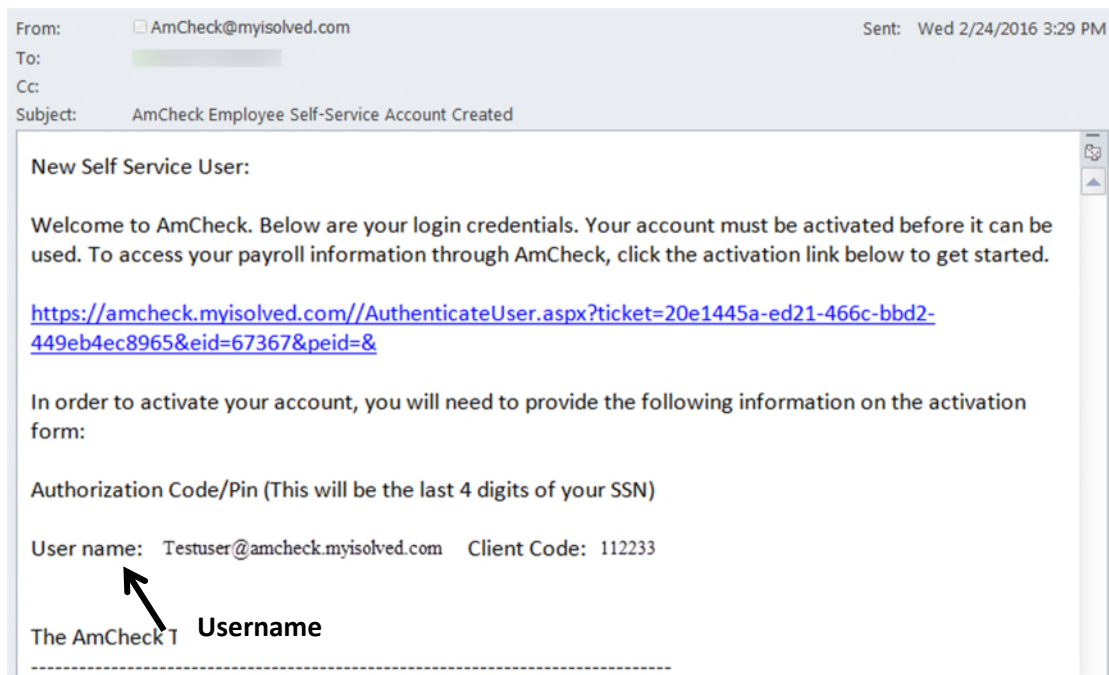 From: AmCheck@myisolved.com Sent: Wed 2/24/2016 3:29 PM
To:
Cc:
Subject: AmCheck Employee Self-Service Account Created
New Self Service User:
Welcome to AmCheck. Below are your login credentials. Your account must be activated before it can be
used. To access your payroll information through AmCheck, click the activation link below to get started.
https://amcheck.myisolved.com//AuthenticateUser.aspx?ticket=20e1445a-ed21-466c-bbd2-
449eb4ec8965&eid=67367&peid=&
In order to activate your account, you will need to provide the following information on the activation
form:
Authorization Code/Pin (This will be the last 4 digits of your SSN)
User name: Testuser@amcheck.myisolved.com Client Code: 112233
Username
The AmCheck T
--------------------------------------------------------------------------------